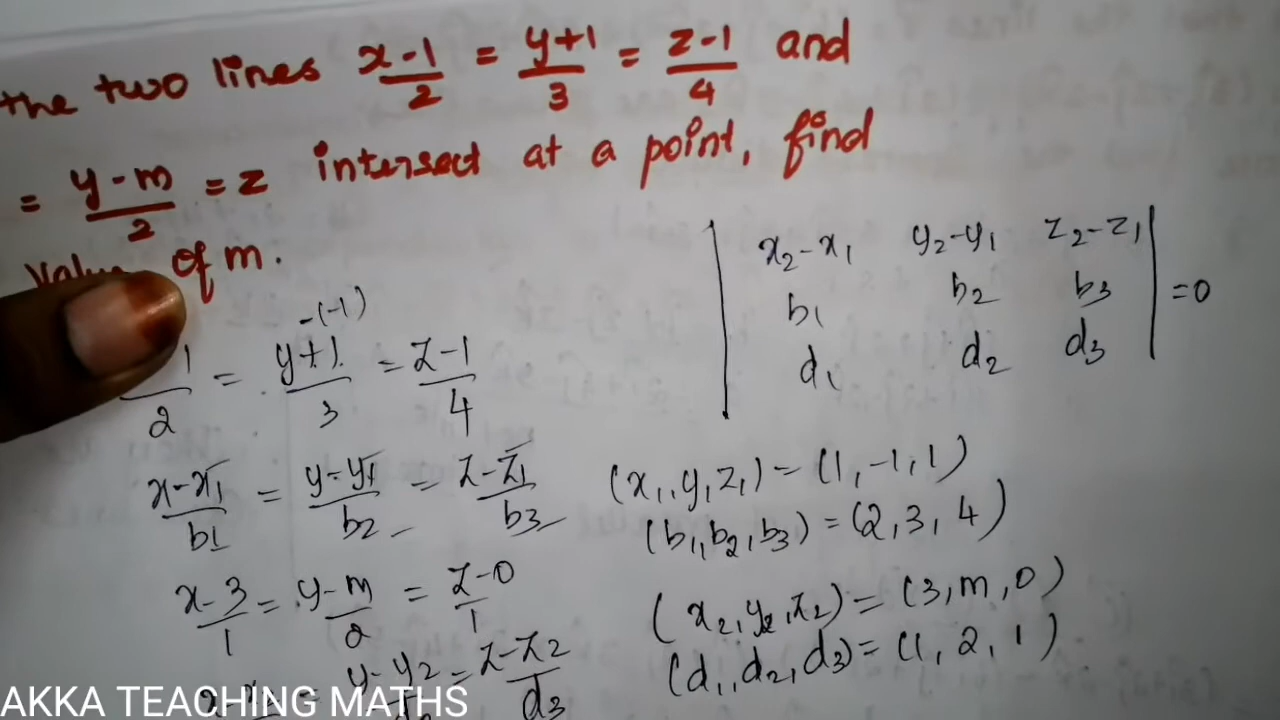 the two lines x-1/2 = y+1/3 = z-1/4 and
= y-m/2 = z intersect at a point, find
value of m.
| x2-x1 y2-y1 z2-z1 |
| b1 b2 b3 | =0
| d1 d2 d3 |
-(-1)
1/2 = y+1/3 = z-1/4
x-x1/b1 = y-y1/b2 = z-z1/b3
(x1,y,z1) = (1,-1,1)
(b1,b2,b3) = (2,3,4)
x-3/1 = y-m/2 = z-0/1
(x2,y2,z2) = (3,m,0)
(d1,d2,d3) = (1,2,1)
= y-y2/d2 = z-z2/d3
AKKA TEACHING MATHS